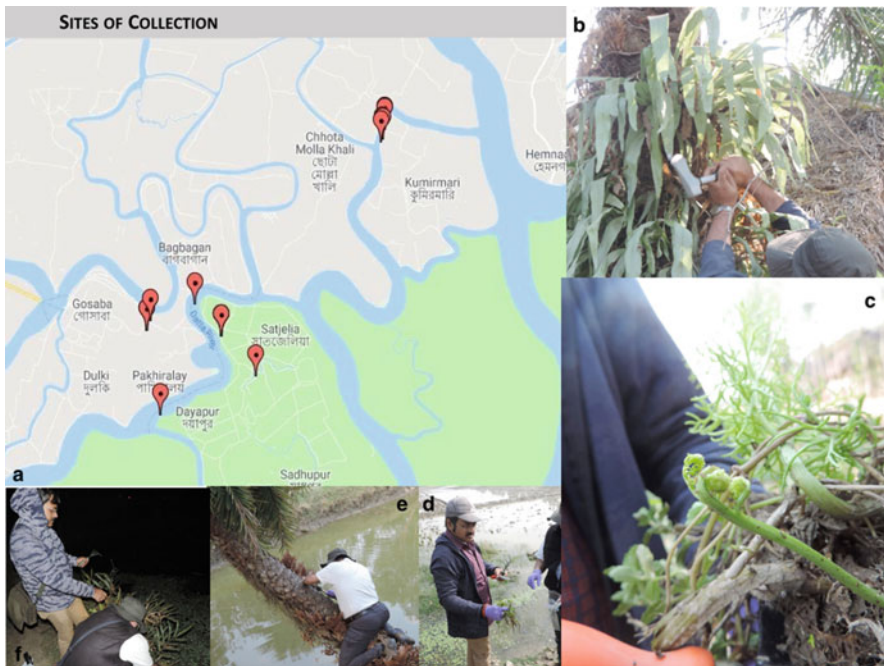 SITES OF COLLECTION
b
Chhota
Molla Khali
ছোটো
মোল্লা
খালি
Hemnag
হেমনগ
Kumirmari
কুমিরমারি
Bagbagan
বাগবাগান
Gosaba
গোসাবা
c
Satjelia
সাতজেলিয়া
Dulki
দুলকি
Pakhiralay
Dayapur
দয়াপুর
Sadhupur
a
f
e
d